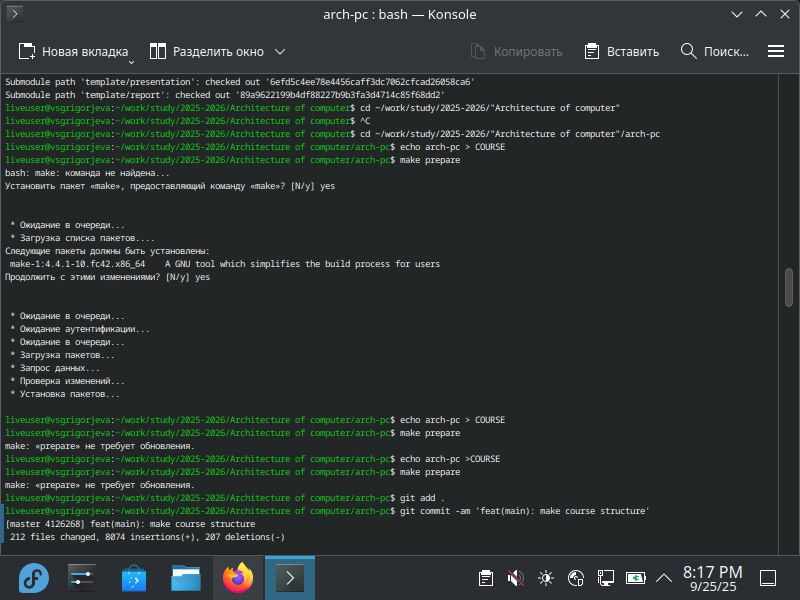 arch-pc : bash — Konsole
Новая вкладка
Разделить окно
Копировать
Вставить
Поиск...
Submodule path 'template/presentation': checked out '6efd5c4ee78e4456caff3dc7062cfcad26058ca6'
Submodule path 'template/report': checked out '89a9622199b4df88227b9b3fa3d4714c85f68dd2'
liveuser@vsgrigorjeva:~/work/study/2025-2026/Architecture of computer$ cd ~/work/study/2025-2026/"Architecture of computer"
liveuser@vsgrigorjeva:~/work/study/2025-2026/Architecture of computer$ ^C
liveuser@vsgrigorjeva:~/work/study/2025-2026/Architecture of computer$ cd ~/work/study/2025-2026/"Architecture of computer"/arch-pc
liveuser@vsgrigorjeva:~/work/study/2025-2026/Architecture of computer/arch-pc$ echo arch-pc > COURSE
liveuser@vsgrigorjeva:~/work/study/2025-2026/Architecture of computer/arch-pc$ make prepare
bash: make: команда не найдена...
Установить пакет «make», предоставляющий команду «make»? [N/y] yes
* Ожидание в очереди...
* Загрузка списка пакетов....
Следующие пакеты должны быть установлены:
make-1:4.4.1-10.fc42.x86_64 A GNU tool which simplifies the build process for users
Продолжить с этими изменениями? [N/y] yes
* Ожидание в очереди...
* Ожидание аутентификации...
* Ожидание в очереди...
* Загрузка пакетов...
* Запрос данных...
* Проверка изменений...
* Установка пакетов...
liveuser@vsgrigorjeva:~/work/study/2025-2026/Architecture of computer/arch-pc$ echo arch-pc > COURSE
liveuser@vsgrigorjeva:~/work/study/2025-2026/Architecture of computer/arch-pc$ make prepare
make: «prepare» не требует обновления.
liveuser@vsgrigorjeva:~/work/study/2025-2026/Architecture of computer/arch-pc$ echo arch-pc >COURSE
liveuser@vsgrigorjeva:~/work/study/2025-2026/Architecture of computer/arch-pc$ make prepare
make: «prepare» не требует обновления.
liveuser@vsgrigorjeva:~/work/study/2025-2026/Architecture of computer/arch-pc$ git add .
liveuser@vsgrigorjeva:~/work/study/2025-2026/Architecture of computer/arch-pc$ git commit -am 'feat(main): make course structure'
[master 4126268] feat(main): make course structure
212 files changed, 8074 insertions(+), 207 deletions(-)
8:17 PM
9/25/25